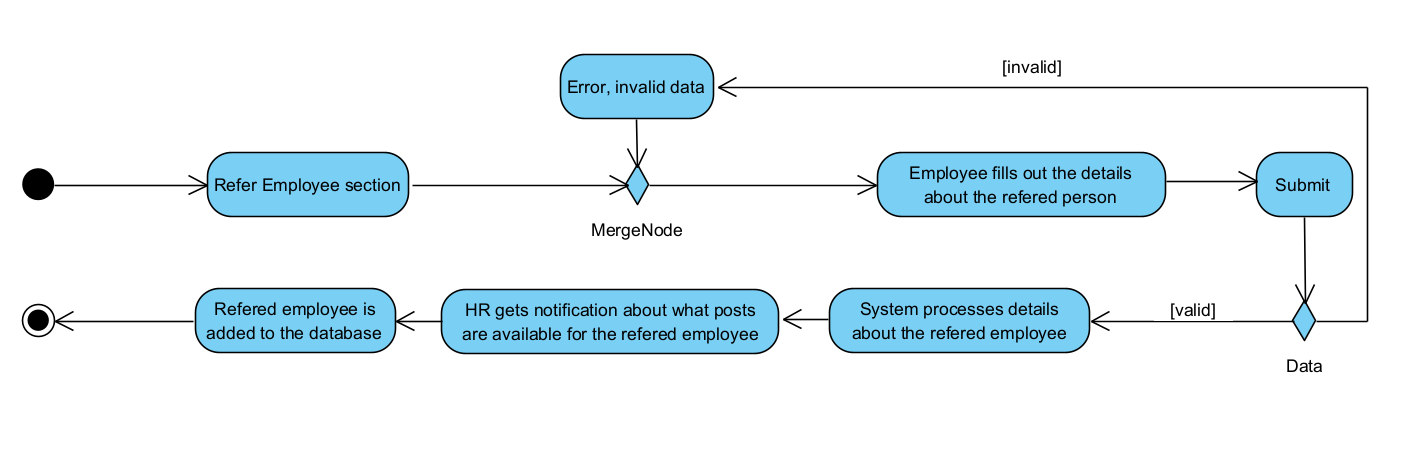 [invalid]
Error, invalid data
Refer Employee section
MergeNode
Employee fills out the details
about the refered person
Submit
Data
[valid]
System processes details
about the refered employee
HR gets notification about what posts
are available for the refered employee
Refered employee is
added to the database